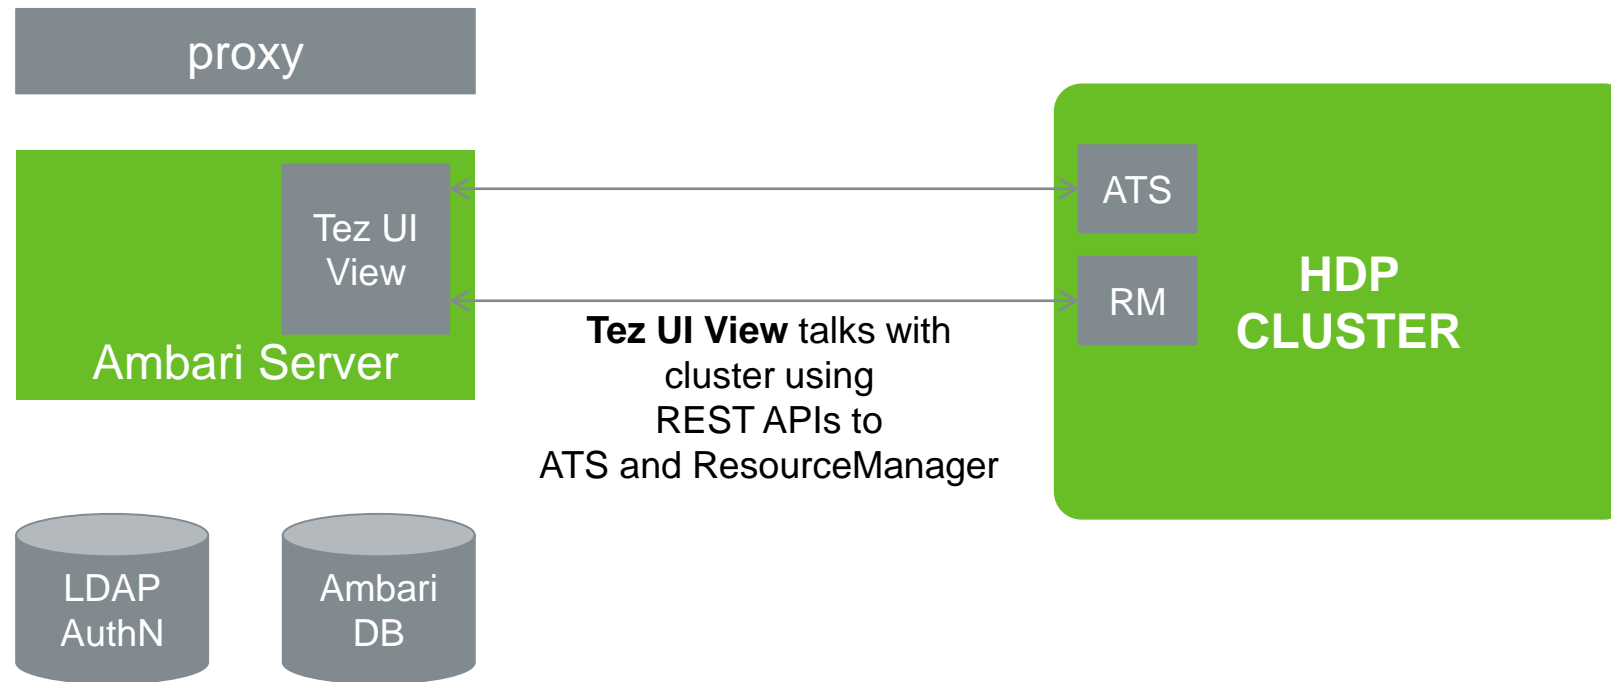 proxy
Tez UI
View
Ambari Server
ATS
RM
HDP
CLUSTER
Tez UI View talks with
cluster using
REST APIs to
ATS and ResourceManager
LDAP
AuthN
Ambari
DB